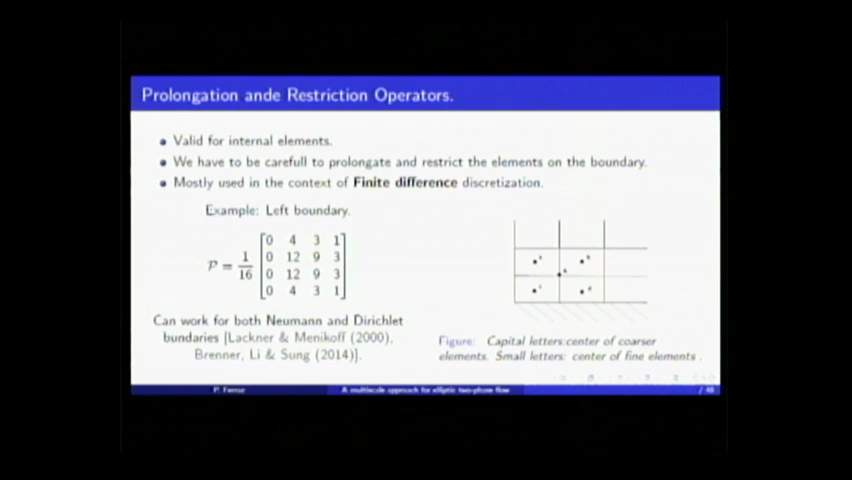 Prolongation ande Restriction Operators.
Valid for internal elements.
We have to be carefull to prolongate and restrict the elements on the boundary.
Mostly used in the context of Finite difference discretization.
Example: Left boundary.
P = 1/16 [0 4 3 1
0 12 9 3
0 12 9 3
0 4 3 1]
Can work for both Neumann and Dirichlet
bundaries [Lackner & Menikoff (2000),
Brenner, Li & Sung (2014)].
Figure: Capital letters:center of coarser
elements. Small letters: center of fine elements .
A multiscale approach for elliptic two-phase flow